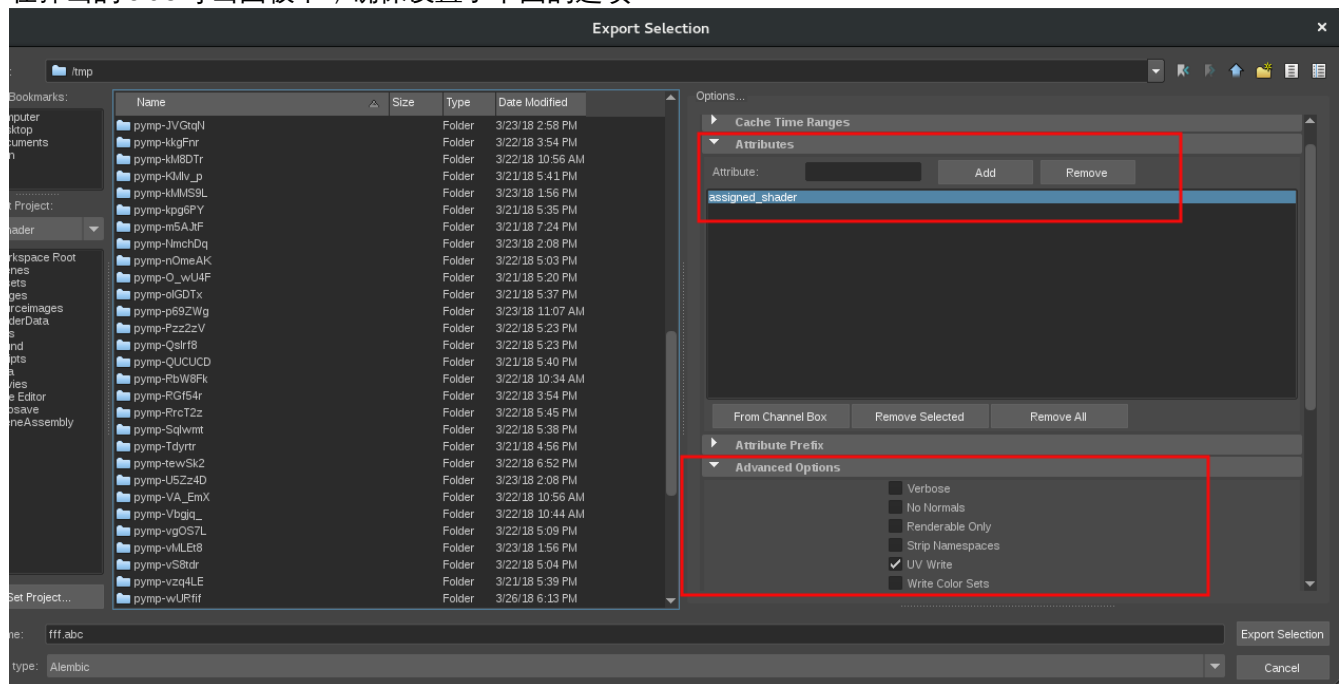 Export Selection
/tmp
Bookmarks:
Options...
Name Size Type Date Modified
Cache Time Ranges
pymp-JVGtqN Folder 3/23/18 2:58 PM
Attributes
pymp-kkgFnr Folder 3/22/18 3:54 PM
pymp-kM8DTr Folder 3/22/18 10:56 AM
Attribute: Add Remove
pymp-KMlv_p Folder 3/21/18 5:41 PM
pymp-kMMS9L Folder 3/23/18 1:56 PM
assigned_shader
t Project:
pymp-kpg6PY Folder 3/21/18 5:35 PM
pymp-m5AJtF Folder 3/21/18 7:24 PM
pymp-NmchDq Folder 3/23/18 2:08 PM
pymp-nOmeAK Folder 3/22/18 5:03 PM
pymp-O_wU4F Folder 3/21/18 5:20 PM
pymp-olGDTx Folder 3/21/18 5:37 PM
pymp-p69ZWg Folder 3/23/18 11:07 AM
pymp-Pzz2zV Folder 3/22/18 5:23 PM
pymp-Qslrf8 Folder 3/22/18 5:23 PM
pymp-QUCUCD Folder 3/21/18 5:40 PM
pymp-RbW8Fk Folder 3/22/18 10:34 AM
pymp-RGf54r Folder 3/22/18 3:54 PM
pymp-RrcT2z Folder 3/22/18 5:45 PM
From Channel Box Remove Selected Remove All
pymp-Sqlwmt Folder 3/22/18 5:38 PM
pymp-Tdyrtr Folder 3/21/18 4:56 PM
Attribute Prefix
pymp-tewSk2 Folder 3/22/18 6:52 PM
Advanced Options
pymp-U5Zz4D Folder 3/23/18 2:08 PM
Verbose
pymp-VA_EmX Folder 3/22/18 10:56 AM
No Normals
pymp-Vbgjq_ Folder 3/22/18 10:44 AM
Renderable Only
pymp-vgOS7L Folder 3/22/18 5:09 PM
Strip Namespaces
pymp-vMLEt8 Folder 3/23/18 1:56 PM
UV Write
pymp-vS8tdr Folder 3/22/18 5:04 PM
Write Color Sets
pymp-vzq4LE Folder 3/21/18 5:39 PM
Set Project...
pymp-wURfif Folder 3/26/18 6:13 PM
fff.abc Export Selection
type: Alembic Cancel